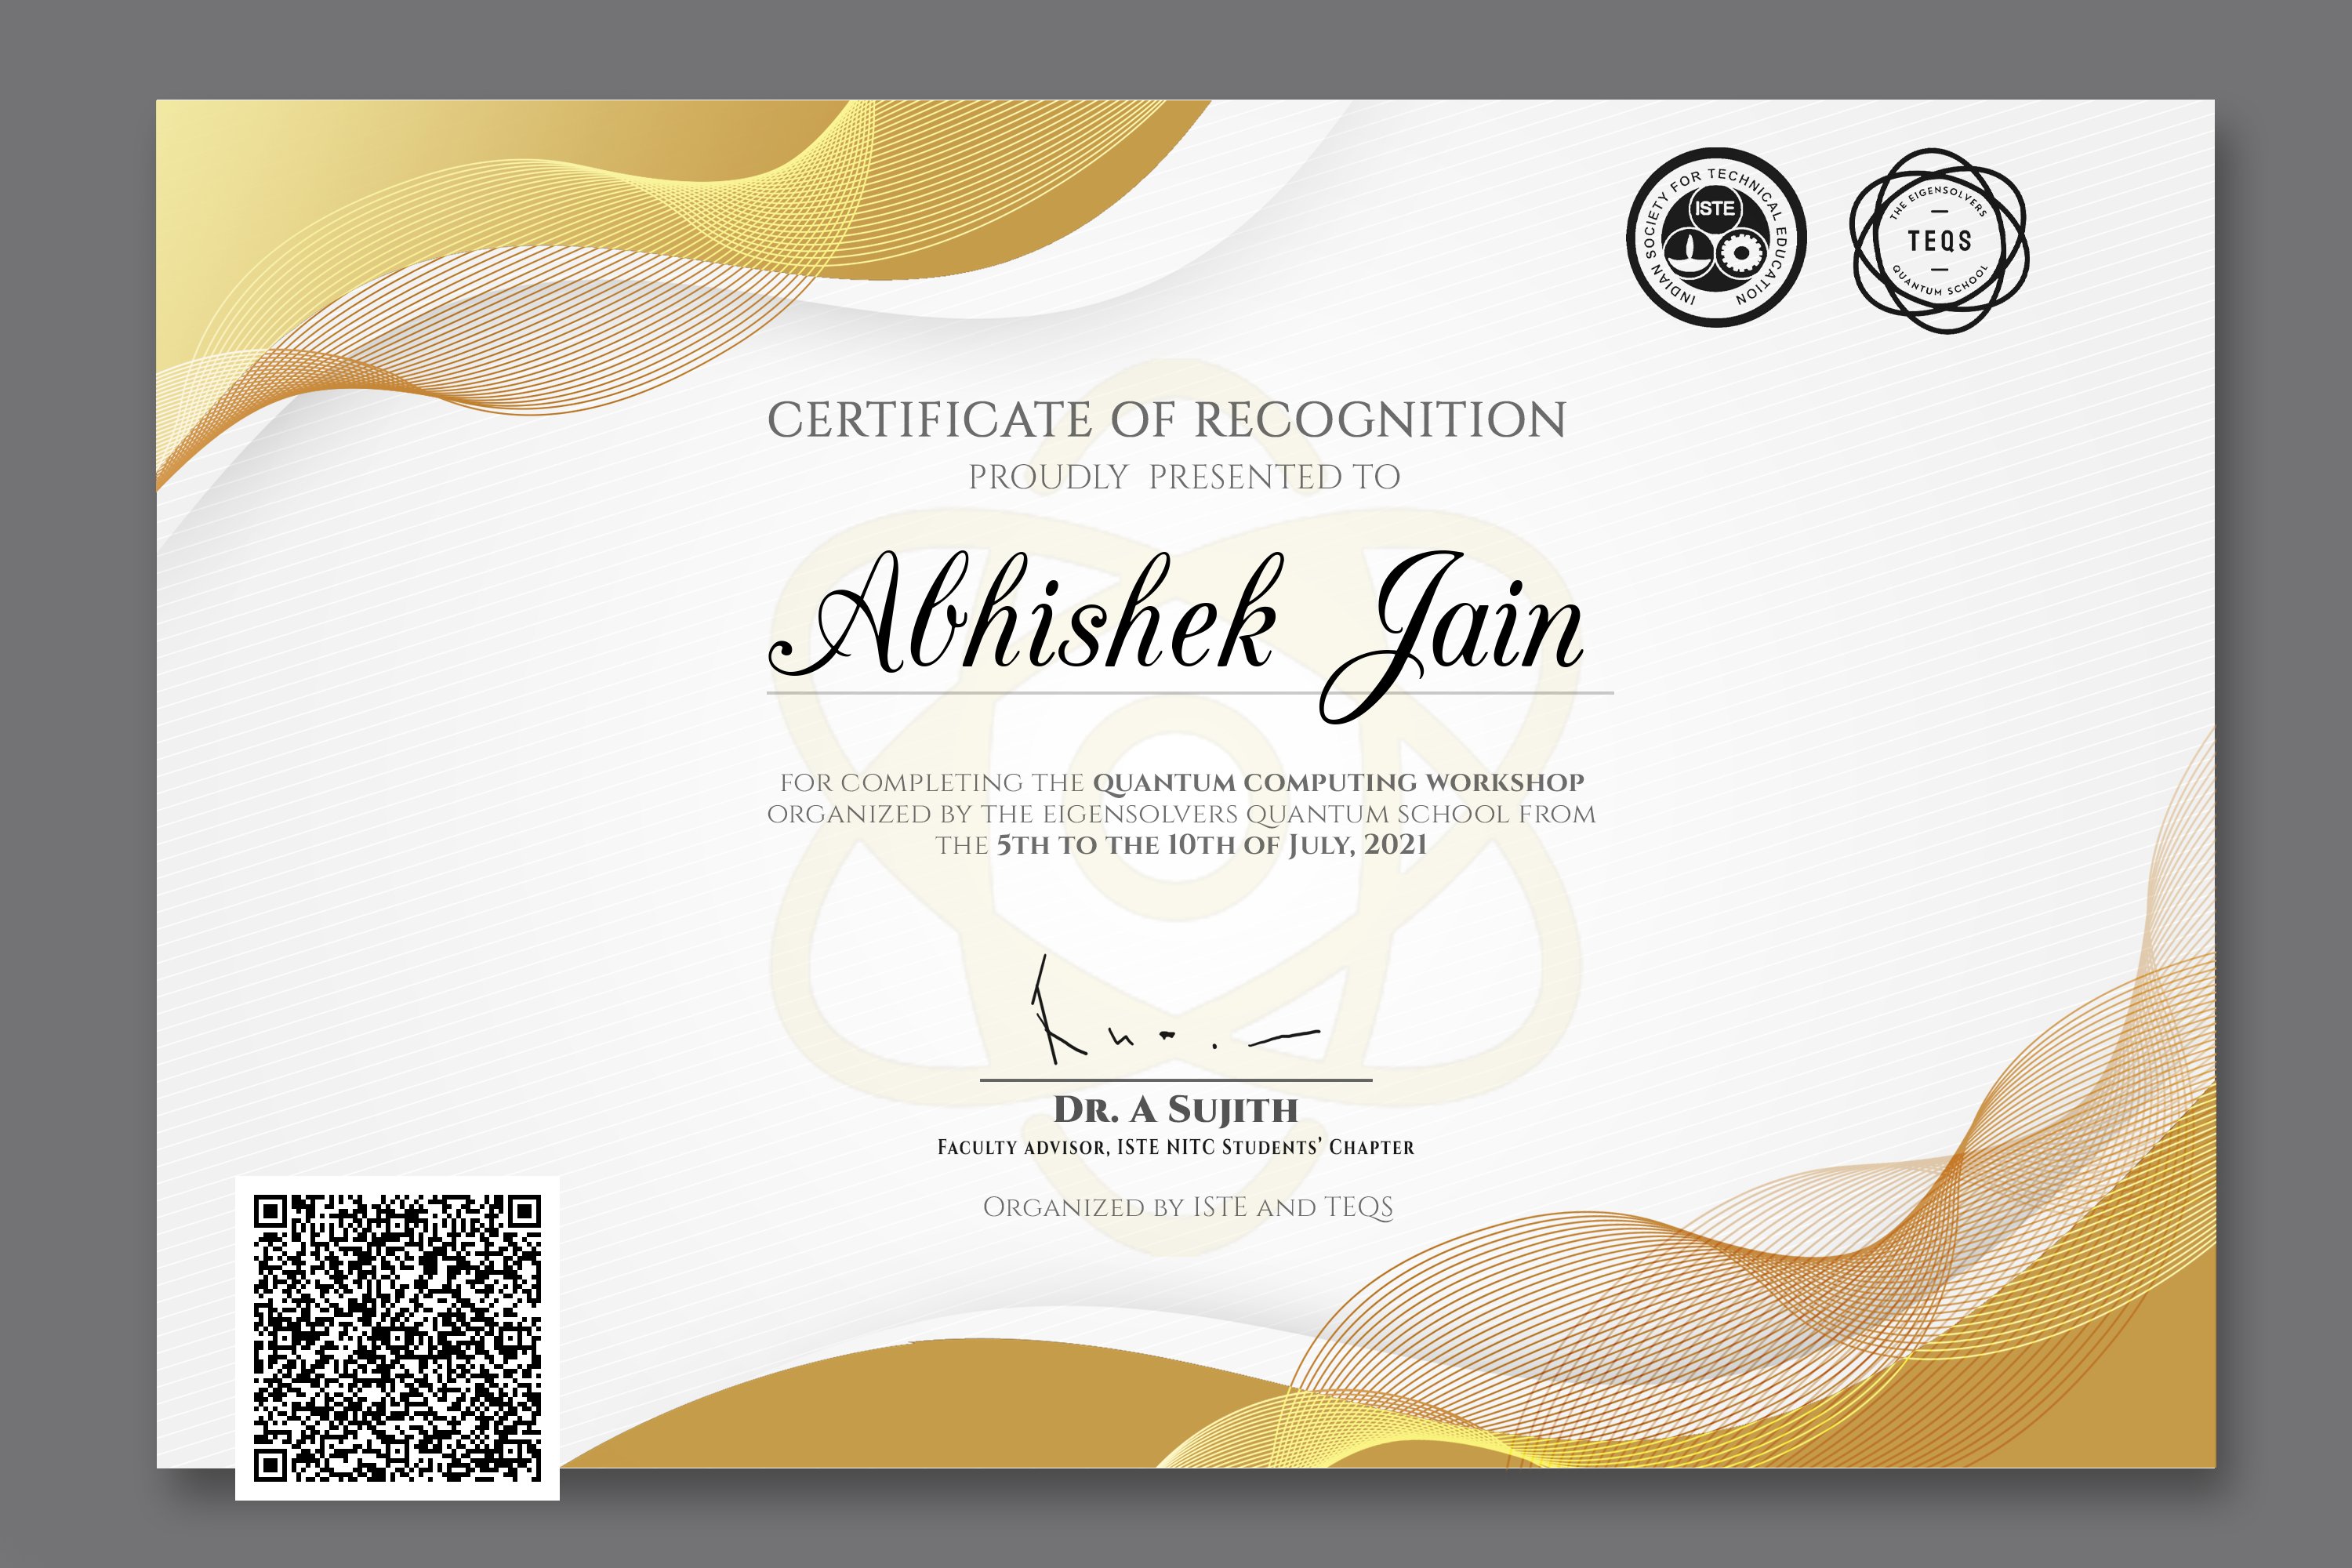 INDIAN SOCIETY FOR TECHNICAL EDUCATION
ISTE
THE EIGENSOLVERS
TEQS
QUANTUM SCHOOL
CERTIFICATE OF RECOGNITION
PROUDLY PRESENTED TO
Abhishek Jain
FOR COMPLETING THE QUANTUM COMPUTING WORKSHOP
ORGANIZED BY THE EIGENSOLVERS QUANTUM SCHOOL FROM
THE 5TH TO THE 10TH OF JULY, 2021
DR. A SUJITH
FACULTY ADVISOR, ISTE NITC STUDENTS' CHAPTER
ORGANIZED BY ISTE AND TEQS